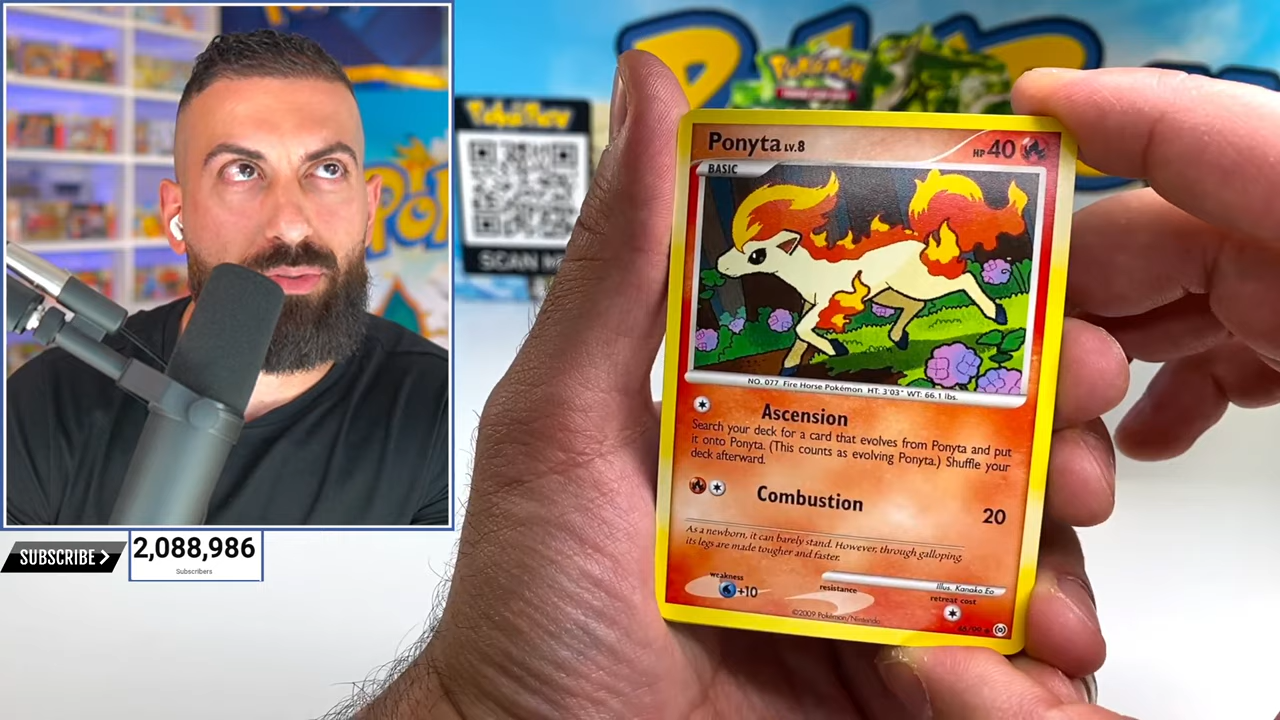 POKéMON
PokéRev
SCAN ME
SUBSCRIBE >
2,088,986
Subscribers
Ponyta LV.8
HP 40
BASIC
NO. 077 Fire Horse Pokémon HT: 3'03" WT: 66.1 lbs.
Ascension
Search your deck for a card that evolves from Ponyta and put
it onto Ponyta. (This counts as evolving Ponyta.) Shuffle your
deck afterward.
Combustion
20
As a newborn, it can barely stand. However, through galloping,
its legs are made tougher and faster.
weakness
+10
resistance
Illus. Kanako Eo
retreat cost
©2009 Pokémon/Nintendo